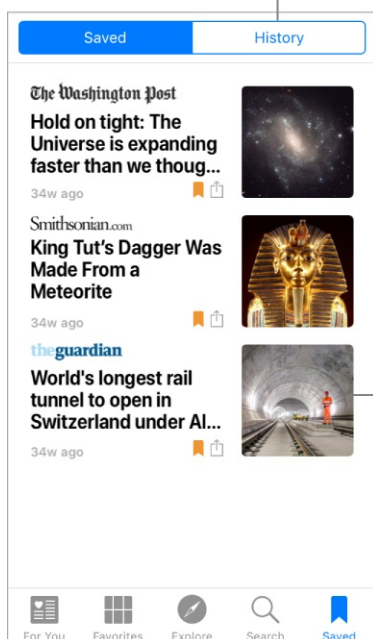 Saved
History
The Washington Post
Hold on tight: The
Universe is expanding
faster than we thoug...
34w ago
Smithsonian.com
King Tut's Dagger Was
Made From a
Meteorite
34w ago
theguardian
World's longest rail
tunnel to open in
Switzerland under Al...
34w ago
For You Favorites Explore Search Saved